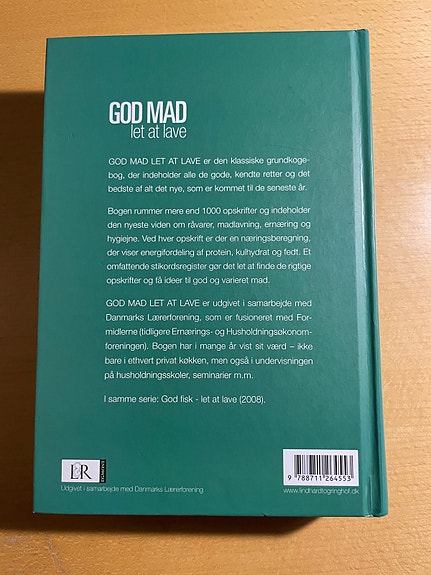 GOD MAD
let at lave
GOD MAD LET AT LAVE er den klassiske grundkoge-
bog, der indeholder alle de gode, kendte retter og det
bedste af alt det nye, som er kommet til de seneste år.
Bogen rummer mere end 1000 opskrifter og indeholder
den nyeste viden om råvarer, madlavning, ernæring og
hygiejne. Ved hver opskrift er der en næringsberegning,
der viser energifordeling af protein, kulhydrat og fedt. Et
omfattende stikordsregister gør det let at finde de rigtige
opskrifter og få ideer til god og varieret mad.
GOD MAD LET AT LAVE er udgivet i samarbejde med
Danmarks Lærerforening, som er fusioneret med For-
midlerne (tidligere Ernærings- og Husholdningsøkonom-
foreningen). Bogen har i mange år vist sit værd – ikke
bare i ethvert privat køkken, men også i undervisningen
på husholdningsskoler, seminarier m.m.
I samme serie: God fisk - let at lave (2008).
L&R
Udgivet i samarbejde med Danmarks Lærerforening
9 788711 264553
www.lindhardtogringhof.dk